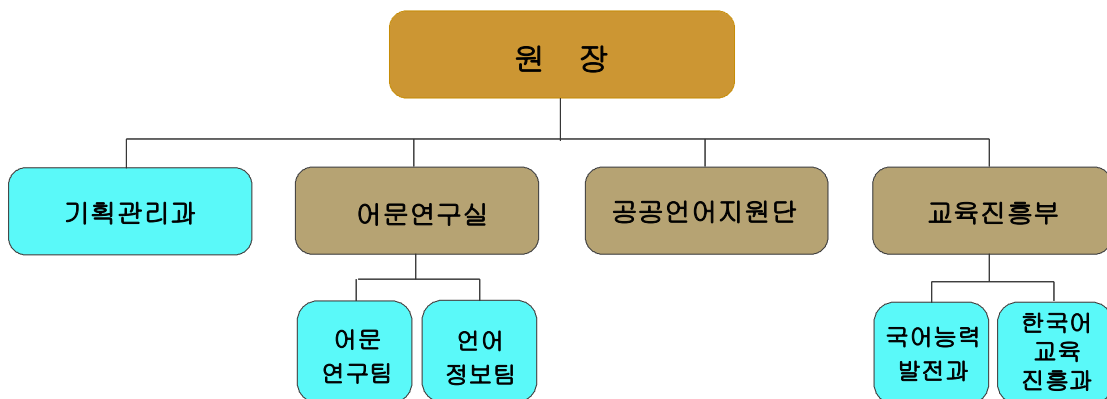 원 장
기획관리과
어문연구실
공공언어지원단
교육진흥부
어문
연구팀
언어
정보팀
국어능력
발전과
한국어
교육
진흥과